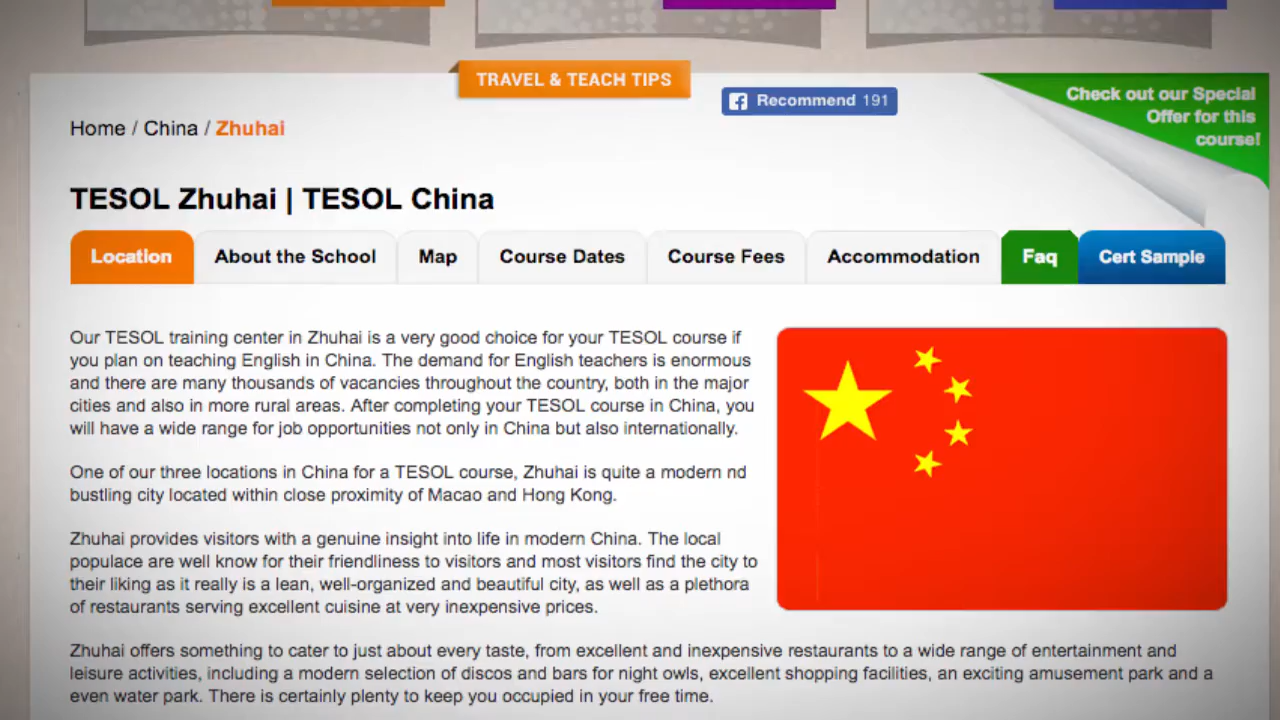 TRAVEL & TEACH TIPS
Recommend 191
Check out our Special
Offer for this
course!
Home / China / Zhuhai
TESOL Zhuhai | TESOL China
Location About the School Map Course Dates Course Fees Accommodation Faq Cert Sample
Our TESOL training center in Zhuhai is a very good choice for your TESOL course if
you plan on teaching English in China. The demand for English teachers is enormous
and there are many thousands of vacancies throughout the country, both in the major
cities and also in more rural areas. After completing your TESOL course in China, you
will have a wide range for job opportunities not only in China but also internationally.
One of our three locations in China for a TESOL course, Zhuhai is quite a modern nd
bustling city located within close proximity of Macao and Hong Kong.
Zhuhai provides visitors with a genuine insight into life in modern China. The local
populace are well know for their friendliness to visitors and most visitors find the city to
their liking as it really is a lean, well-organized and beautiful city, as well as a plethora
of restaurants serving excellent cuisine at very inexpensive prices.
Zhuhai offers something to cater to just about every taste, from excellent and inexpensive restaurants to a wide range of entertainment and
leisure activities, including a modern selection of discos and bars for night owls, excellent shopping facilities, an exciting amusement park and a
even water park. There is certainly plenty to keep you occupied in your free time.